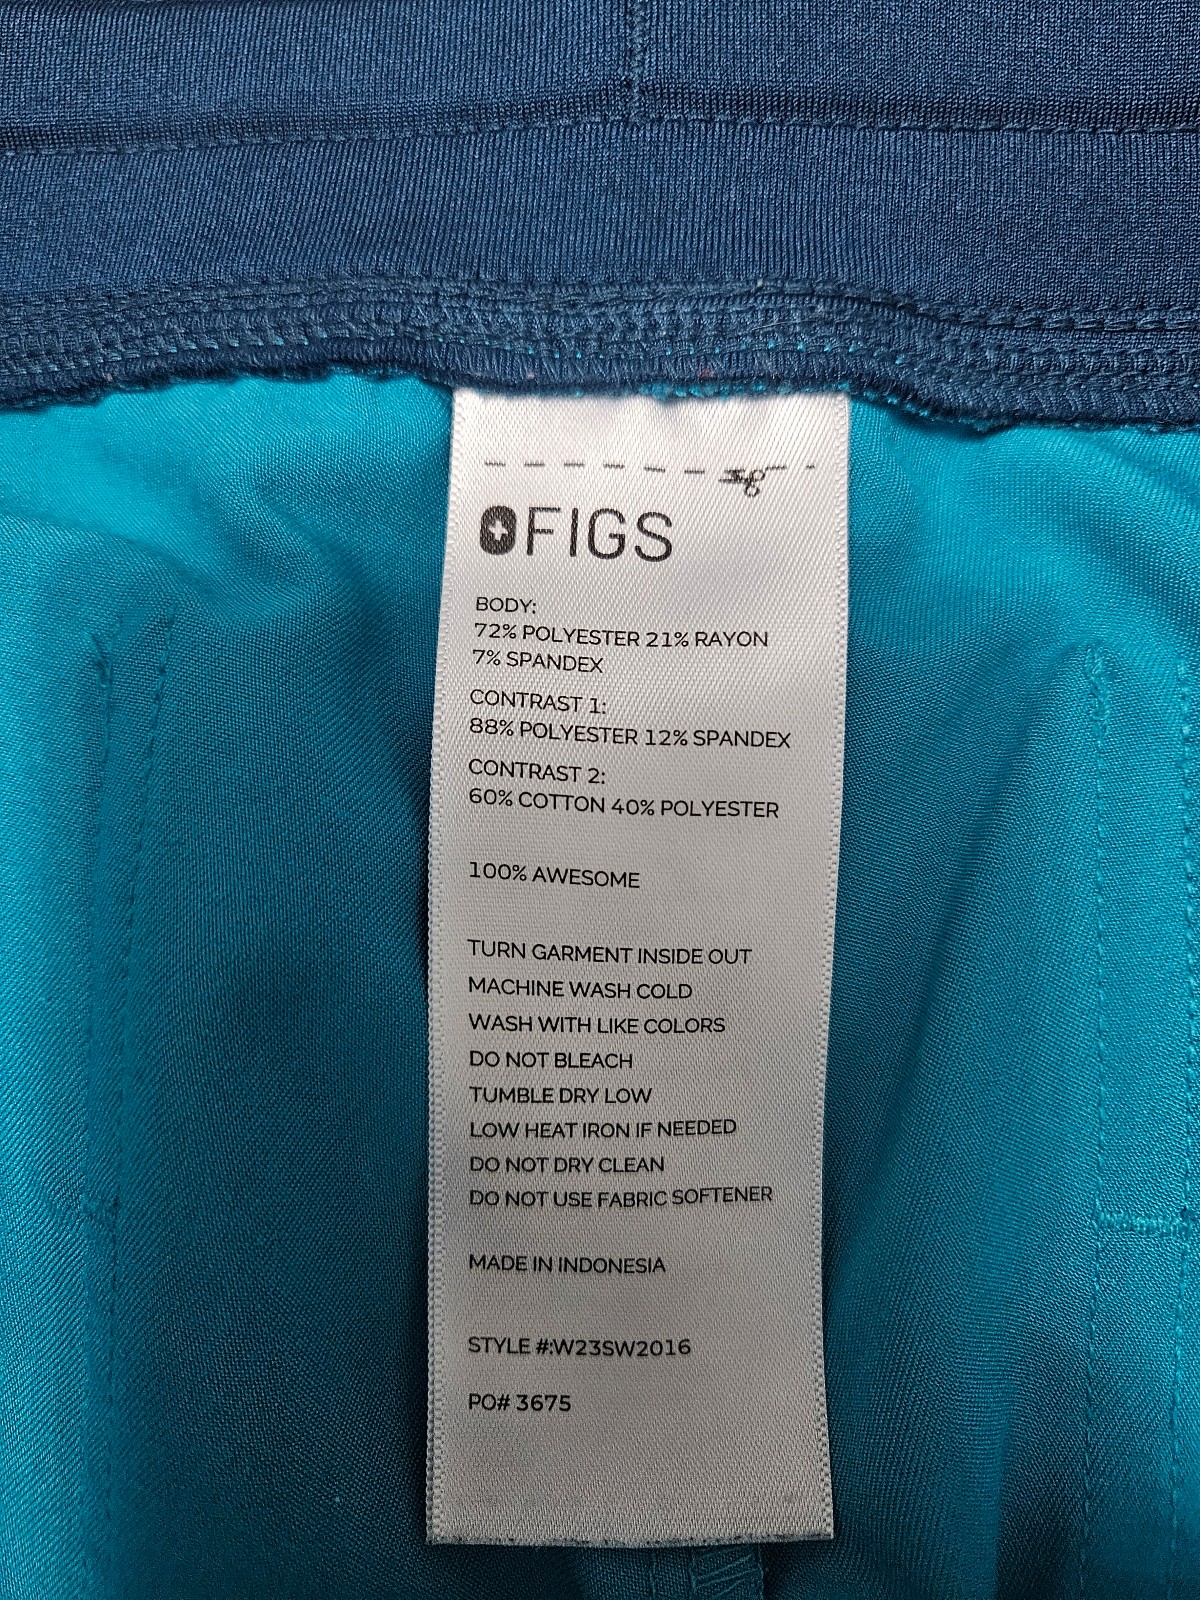 FIGS
BODY:
72% POLYESTER 21% RAYON
7% SPANDEX
CONTRAST 1:
88% POLYESTER 12% SPANDEX
CONTRAST 2:
60% COTTON 40% POLYESTER
100% AWESOME
TURN GARMENT INSIDE OUT
MACHINE WASH COLD
WASH WITH LIKE COLORS
DO NOT BLEACH
TUMBLE DRY LOW
LOW HEAT IRON IF NEEDED
DO NOT DRY CLEAN
DO NOT USE FABRIC SOFTENER
MADE IN INDONESIA
STYLE #:W23SW2016
PO# 3675